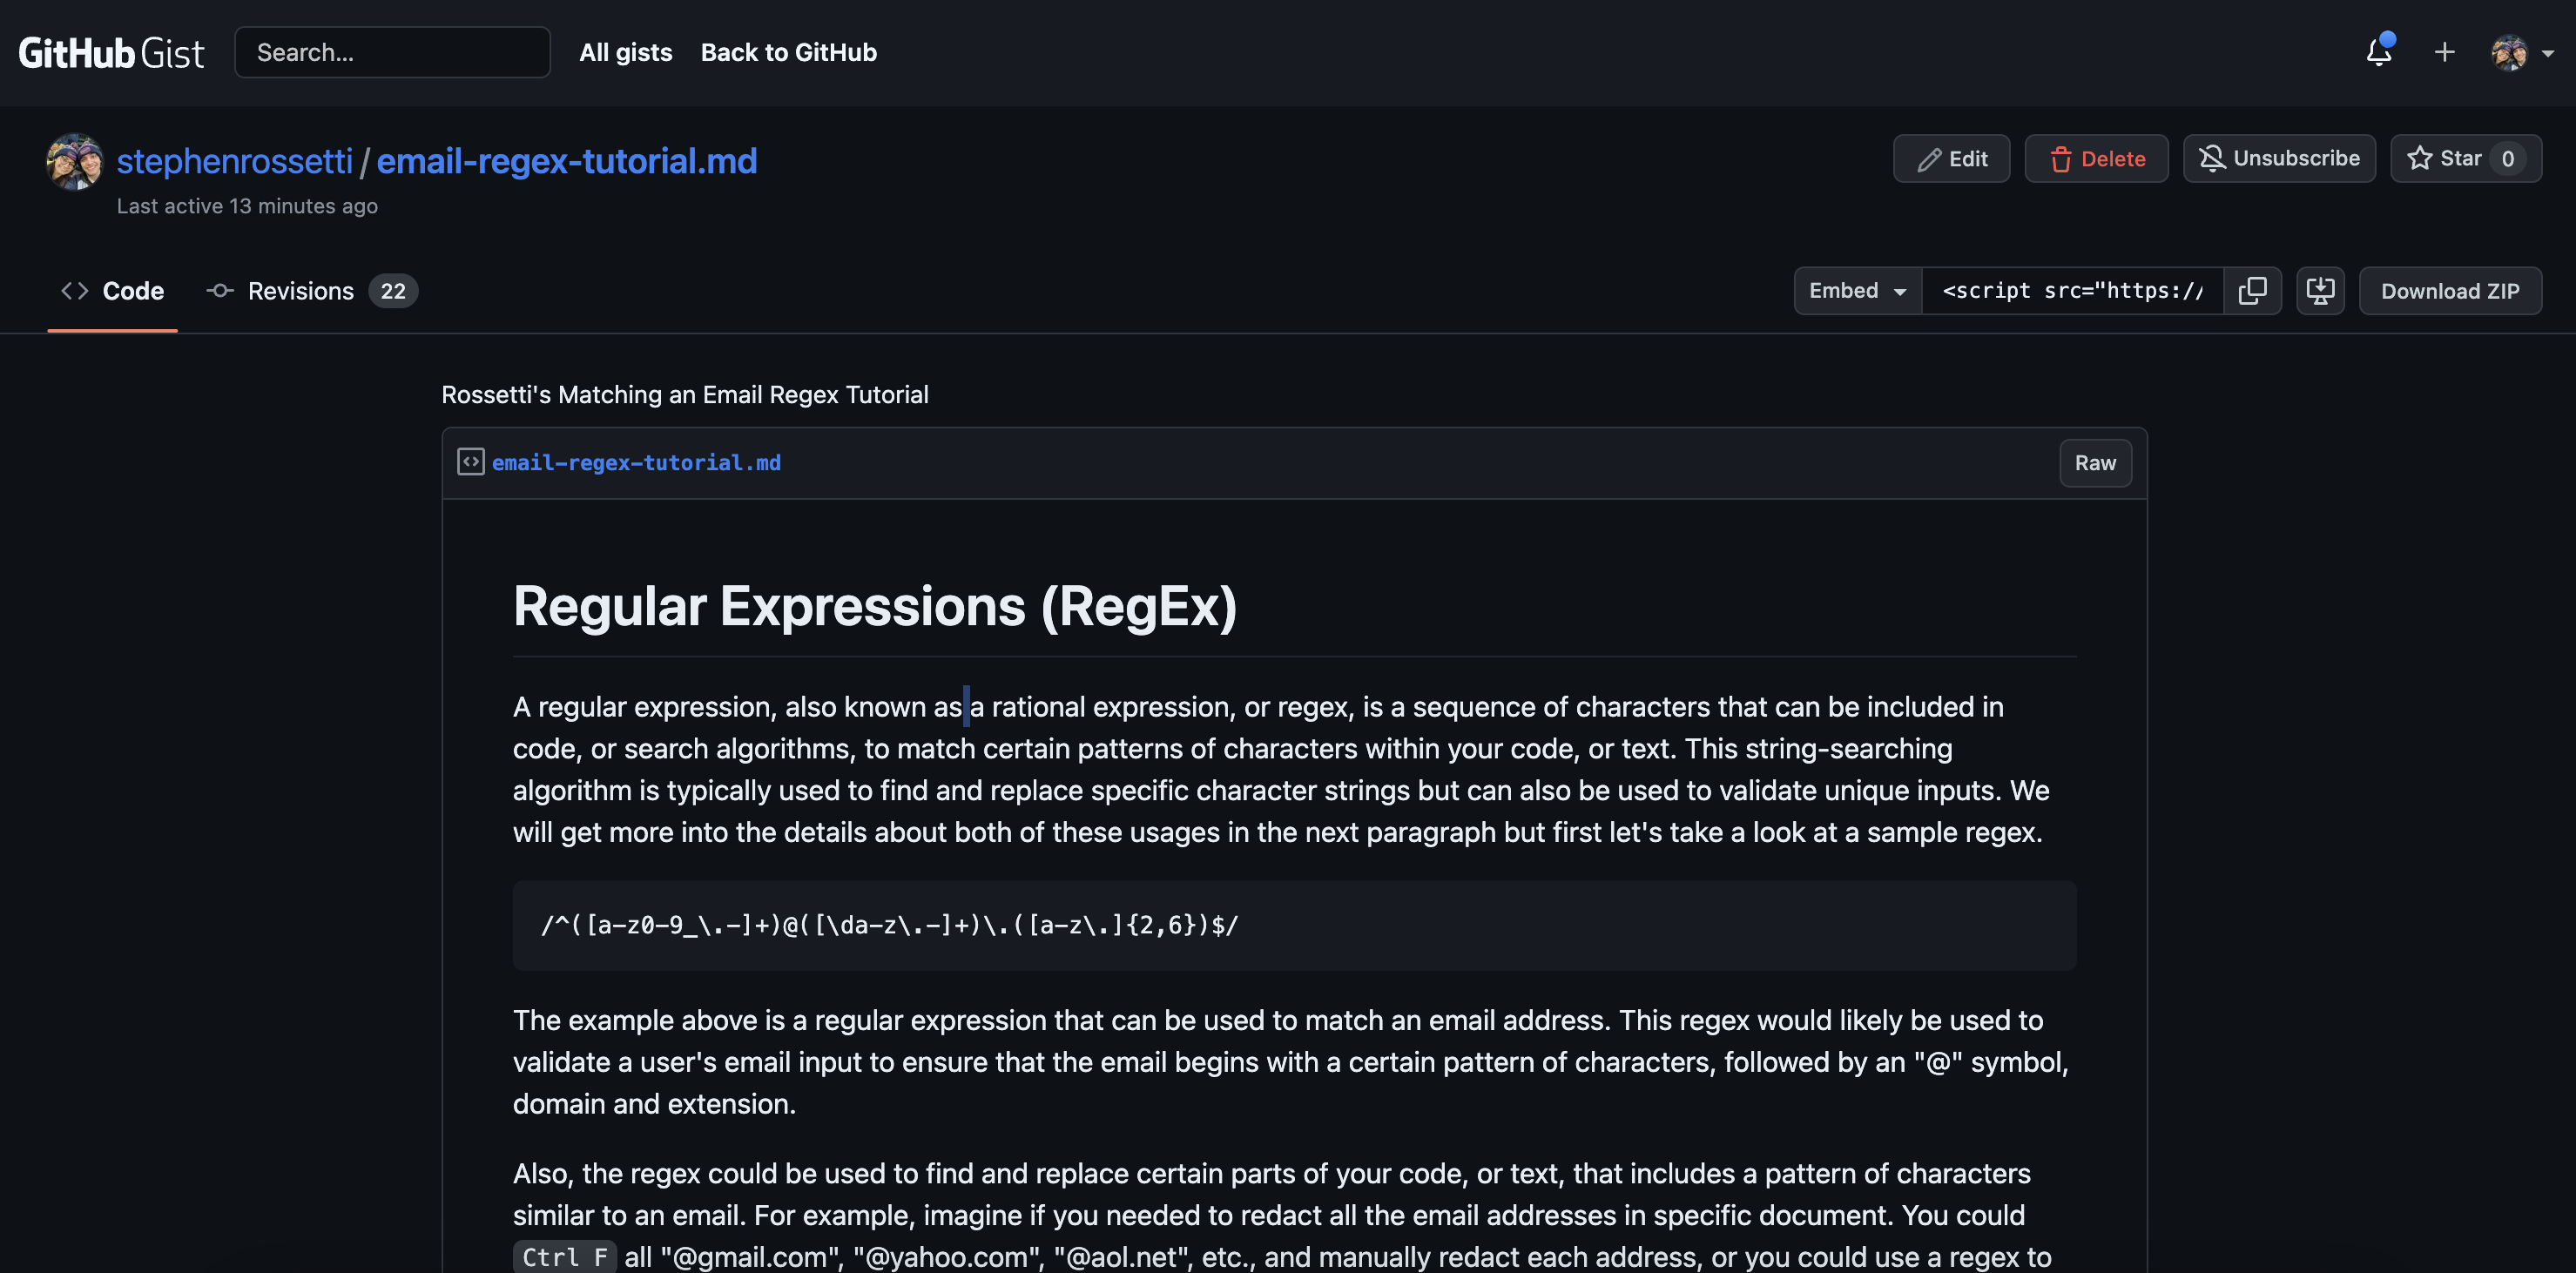 GitHub Gist
Search...
All gists
Back to GitHub
stephenrossetti / email-regex-tutorial.md
Edit
Delete
Unsubscribe
Star 0
Last active 13 minutes ago
Code
Revisions 22
Embed
<script src="https:/
Download ZIP
Rossetti's Matching an Email Regex Tutorial
email-regex-tutorial.md
Raw
Regular Expressions (RegEx)
A regular expression, also known as a rational expression, or regex, is a sequence of characters that can be included in
code, or search algorithms, to match certain patterns of characters within your code, or text. This string-searching
algorithm is typically used to find and replace specific character strings but can also be used to validate unique inputs. We
will get more into the details about both of these usages in the next paragraph but first let's take a look at a sample regex.
/^([a-z0-9_\.-]+)@([\da-z\.-]+)\.([a-z\.]{2,6})$/
The example above is a regular expression that can be used to match an email address. This regex would likely be used to
validate a user's email input to ensure that the email begins with a certain pattern of characters, followed by an "@" symbol,
domain and extension.
Also, the regex could be used to find and replace certain parts of your code, or text, that includes a pattern of characters
similar to an email. For example, imagine if you needed to redact all the email addresses in specific document. You could
Ctrl F all "@gmail.com", "@yahoo.com", "@aol.net", etc., and manually redact each address, or you could use a regex to